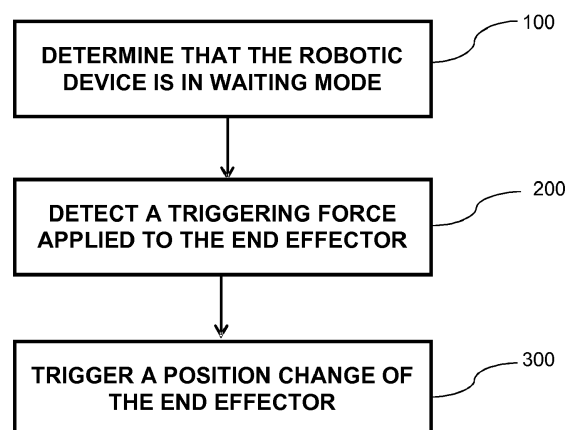 100
DETERMINE THAT THE ROBOTIC
DEVICE IS IN WAITING MODE
200
DETECT A TRIGGERING FORCE
APPLIED TO THE END EFFECTOR
300
TRIGGER A POSITION CHANGE OF
THE END EFFECTOR